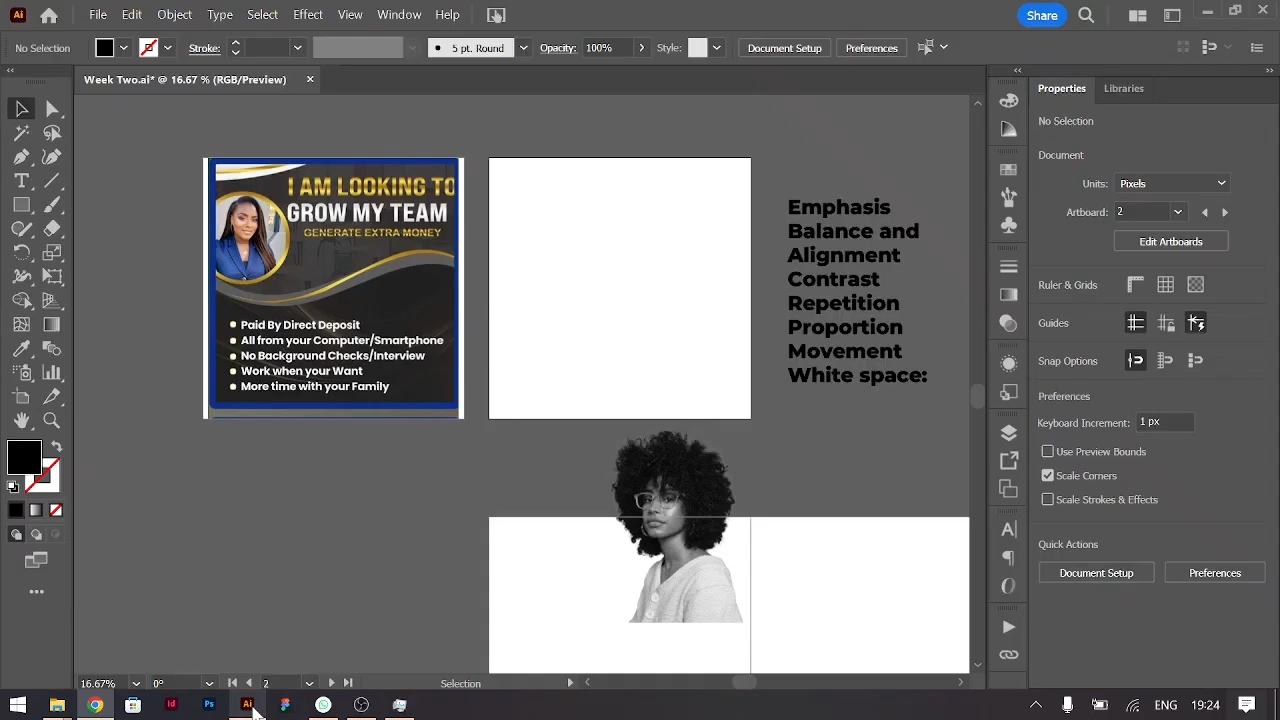 Ai File Edit Object Type Select Effect View Window Help Share
No Selection Stroke: 5 pt. Round Opacity: 100% Style: Document Setup Preferences
Week Two.ai* @ 16.67 % (RGB/Preview)
Properties Libraries
No Selection
Document
Units: Pixels
Artboard: 2
Edit Artboards
Ruler & Grids
Guides
Snap Options
Preferences
Keyboard Increment: 1 px
Use Preview Bounds
Scale Corners
Scale Strokes & Effects
Quick Actions
Document Setup Preferences
I AM LOOKING TO
GROW MY TEAM
GENERATE EXTRA MONEY
Paid By Direct Deposit
All from your Computer/Smartphone
No Background Checks/Interview
Work when your Want
More time with your Family
Emphasis
Balance and
Alignment
Contrast
Repetition
Proportion
Movement
White space:
16.67% 0° 2 Selection
Id Ps Ai ENG 19:24